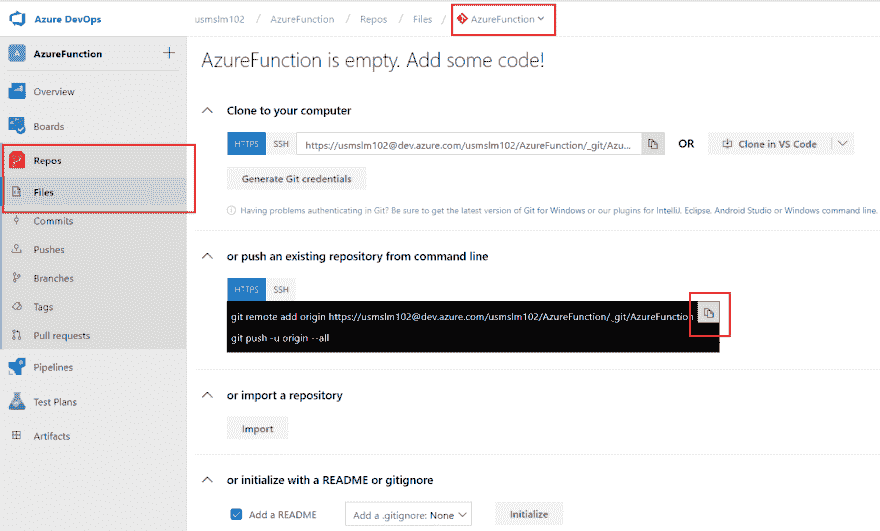 Azure DevOps
usmslm102 / AzureFunction / Repos / Files / AzureFunction
A AzureFunction +
Overview
Boards
Repos
Files
Commits
Pushes
Branches
Tags
Pull requests
Pipelines
Test Plans
Artifacts
AzureFunction is empty. Add some code!
Clone to your computer
HTTPS SSH https://usmslm102@dev.azure.com/usmslm102/AzureFunction/_git/Azu... OR Clone in VS Code
Generate Git credentials
Having problems authenticating in Git? Be sure to get the latest version of Git for Windows or our plugins for IntelliJ, Eclipse, Android Studio or Windows command line.
or push an existing repository from command line
HTTPS SSH
git remote add origin https://usmslm102@dev.azure.com/usmslm102/AzureFunction/_git/AzureFunction
git push -u origin --all
or import a repository
Import
or initialize with a README or gitignore
Add a README Add a .gitignore: None Initialize